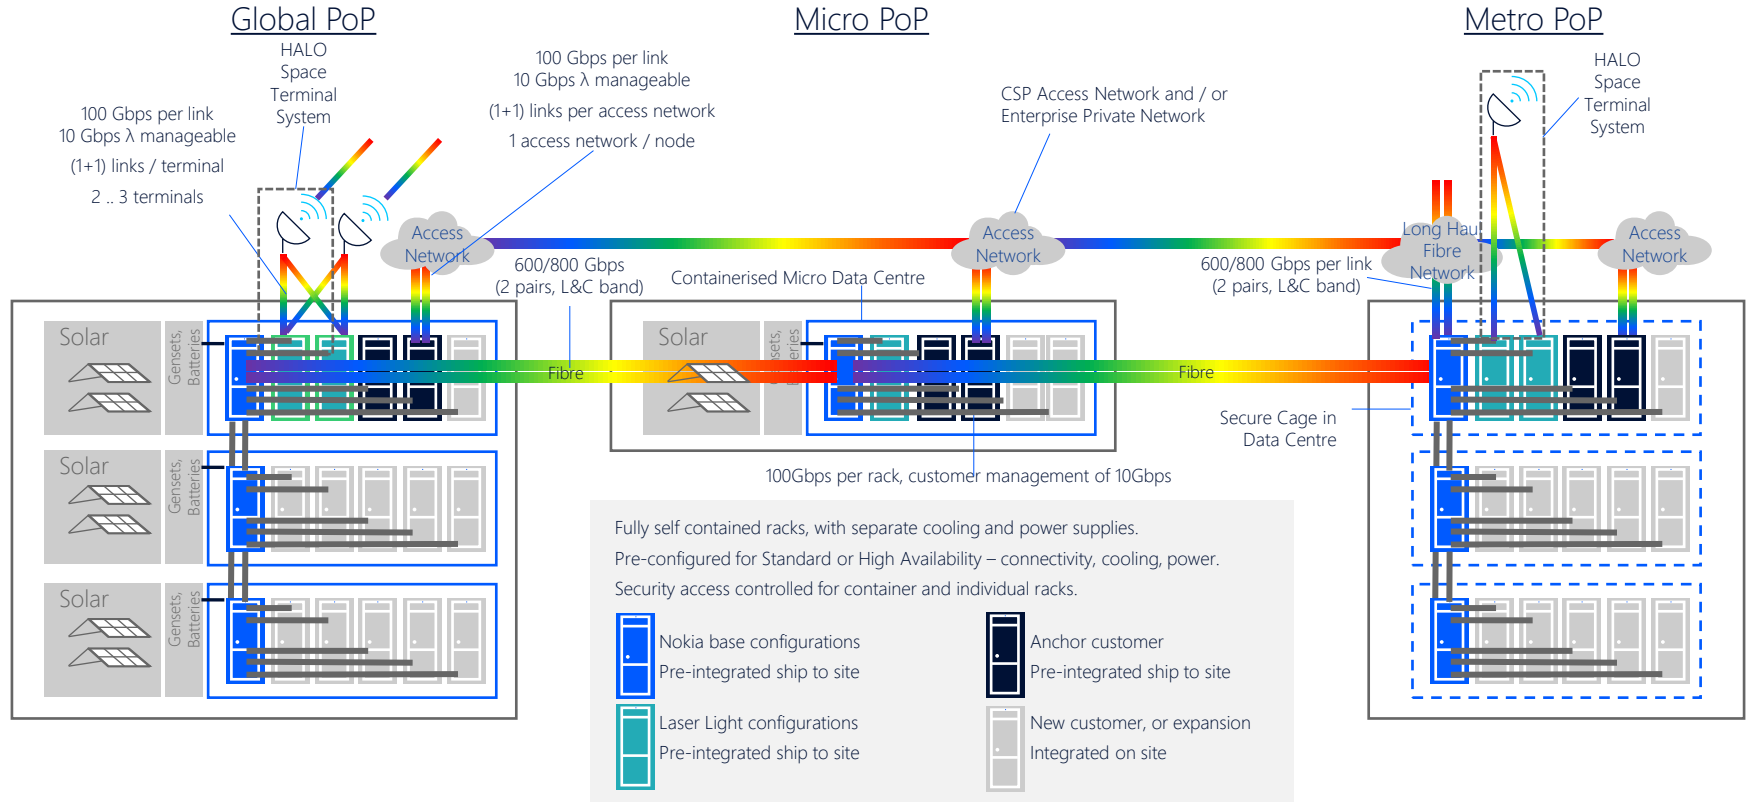 Global PoP
Micro PoP
Metro PoP
HALO
Space
Terminal
System
100 Gbps per link
10 Gbps λ manageable
(1+1) links / terminal
2 .. 3 terminals
100 Gbps per link
10 Gbps λ manageable
(1+1) links per access network
1 access network / node
CSP Access Network and / or
Enterprise Private Network
HALO
Space
Terminal
System
Access
Network
Access
Network
Long Hau
Fibre
Network
Access
Network
600/800 Gbps
(2 pairs, L&C band)
Containerised Micro Data Centre
600/800 Gbps per link
(2 pairs, L&C band)
Solar
Gensets,
Batteries
Fibre
Solar
Fibre
Secure Cage in
Data Centre
Solar
Gensets,
Batteries
100Gbps per rack, customer management of 10Gbps
Solar
Gensets,
Batteries
Fully self contained racks, with separate cooling and power supplies.
Pre-configured for Standard or High Availability – connectivity, cooling, power.
Security access controlled for container and individual racks.
Nokia base configurations
Pre-integrated ship to site
Anchor customer
Pre-integrated ship to site
Laser Light configurations
Pre-integrated ship to site
New customer, or expansion
Integrated on site